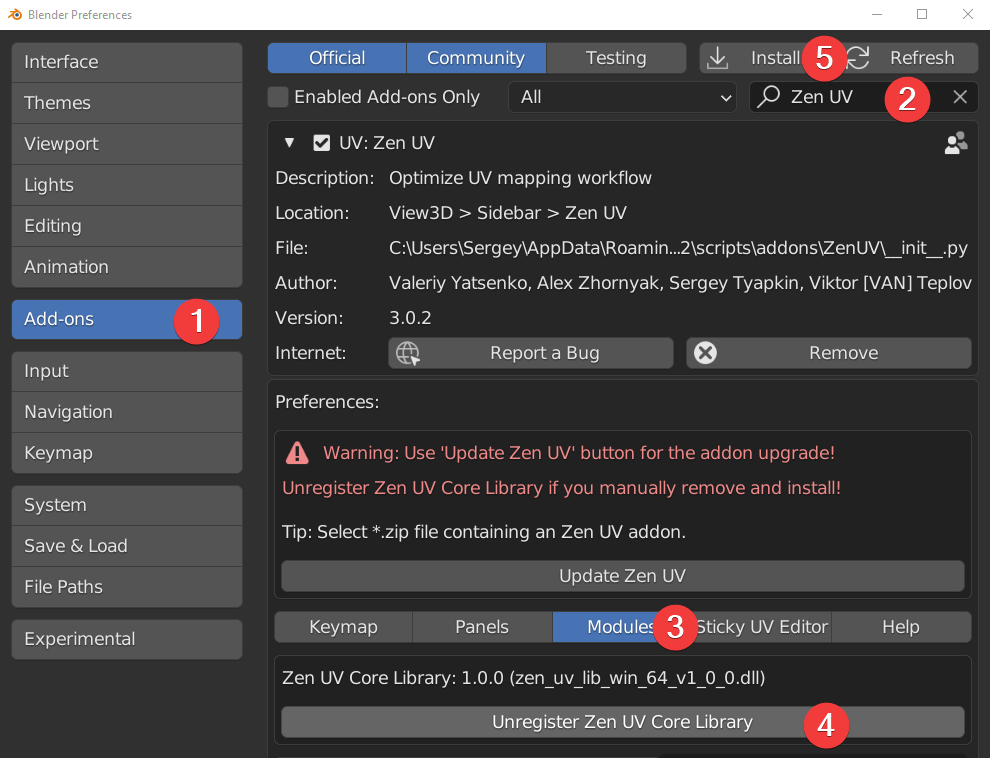 Blender Preferences
Interface
Themes
Viewport
Lights
Editing
Animation
Add-ons 1
Input
Navigation
Keymap
System
Save & Load
File Paths
Experimental
Official Community Testing Install 5 Refresh
Enabled Add-ons Only All Zen UV 2
UV: Zen UV
Description: Optimize UV mapping workflow
Location: View3D > Sidebar > Zen UV
File: C:\Users\Sergey\AppData\Roamin...2\scripts\addons\ZenUV\__init__.py
Author: Valeriy Yatsenko, Alex Zhornyak, Sergey Tyapkin, Viktor [VAN] Teplov
Version: 3.0.2
Internet: Report a Bug Remove
Preferences:
Warning: Use 'Update Zen UV' button for the addon upgrade!
Unregister Zen UV Core Library if you manually remove and install!
Tip: Select *.zip file containing an Zen UV addon.
Update Zen UV
Keymap Panels Modules 3 Sticky UV Editor Help
Zen UV Core Library: 1.0.0 (zen_uv_lib_win_64_v1_0_0.dll)
Unregister Zen UV Core Library 4